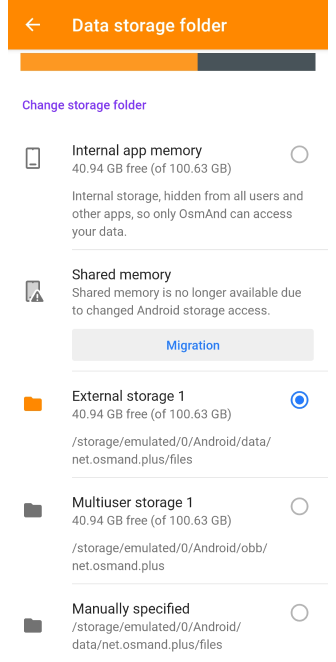 Data storage folder
Change storage folder
Internal app memory
40.94 GB free (of 100.63 GB)
Internal storage, hidden from all users and
other apps, so only OsmAnd can access
your data.
Shared memory
Shared memory is no longer available due
to changed Android storage access.
Migration
External storage 1
40.94 GB free (of 100.63 GB)
/storage/emulated/0/Android/data/
net.osmand.plus/files
Multiuser storage 1
40.94 GB free (of 100.63 GB)
/storage/emulated/0/Android/obb/
net.osmand.plus
Manually specified
/storage/emulated/0/Android/
data/net.osmand.plus/files